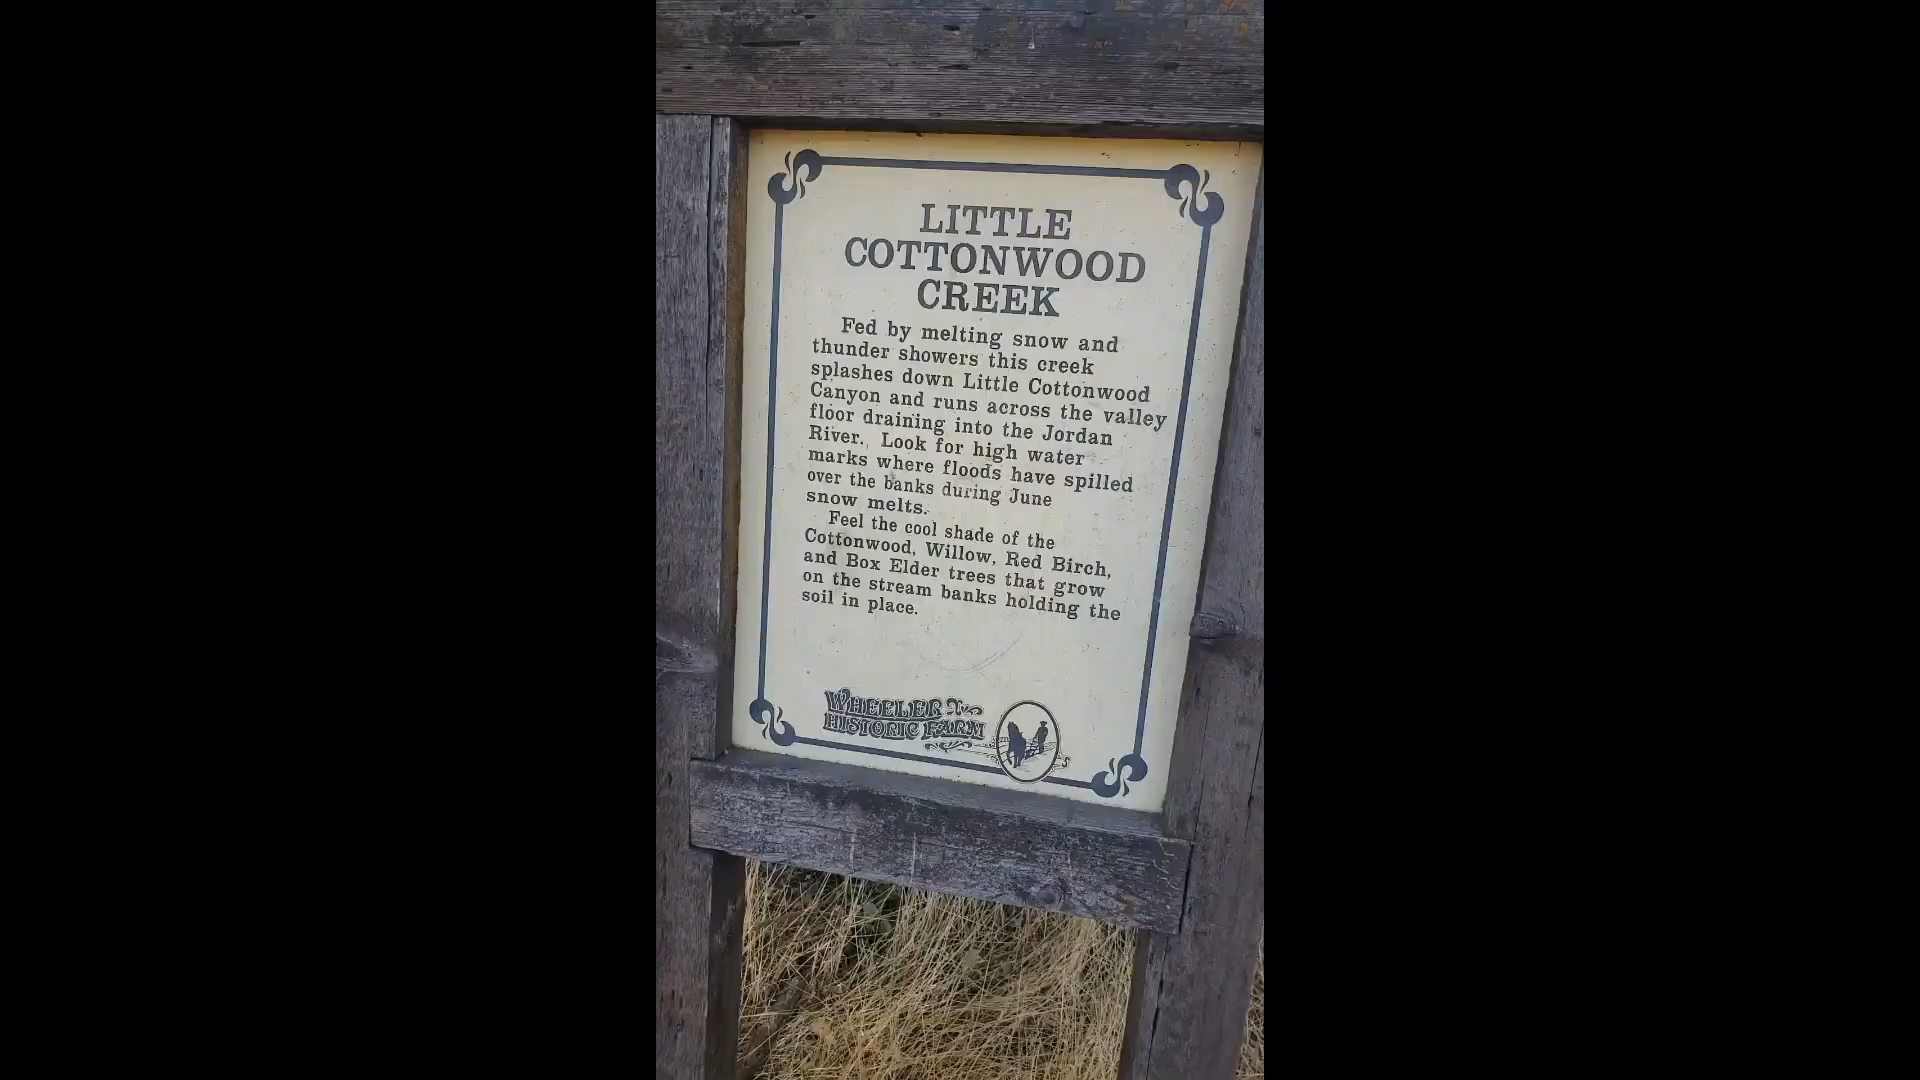 LITTLE
COTTONWOOD
CREEK
Fed by melting snow and
thunder showers this creek
splashes down Little Cottonwood
Canyon and runs across the valley
floor draining into the Jordan
River. Look for high water
marks where floods have spilled
over the banks during June
snow melts.
Feel the cool shade of the
Cottonwood, Willow, Red Birch,
and Box Elder trees that grow
on the stream banks holding the
soil in place.
WHEELER
HISTORIC FARM